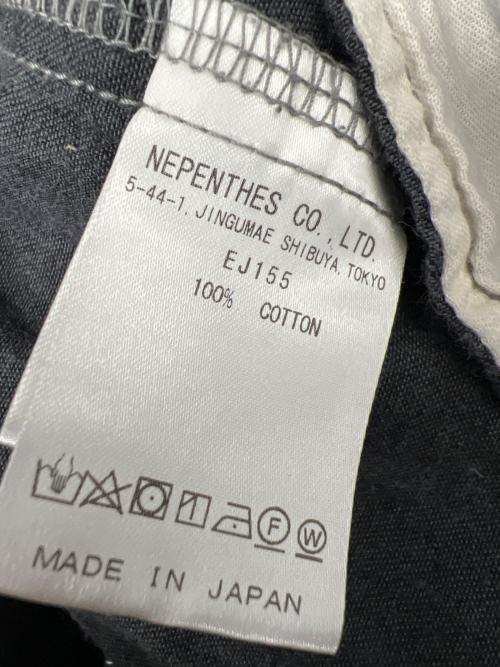 NEPENTHES CO.,LTD.
5-44-1, JINGUMAE SHIBUYA, TOKYO
EJ155
100% COTTON
F W
MADE IN JAPAN